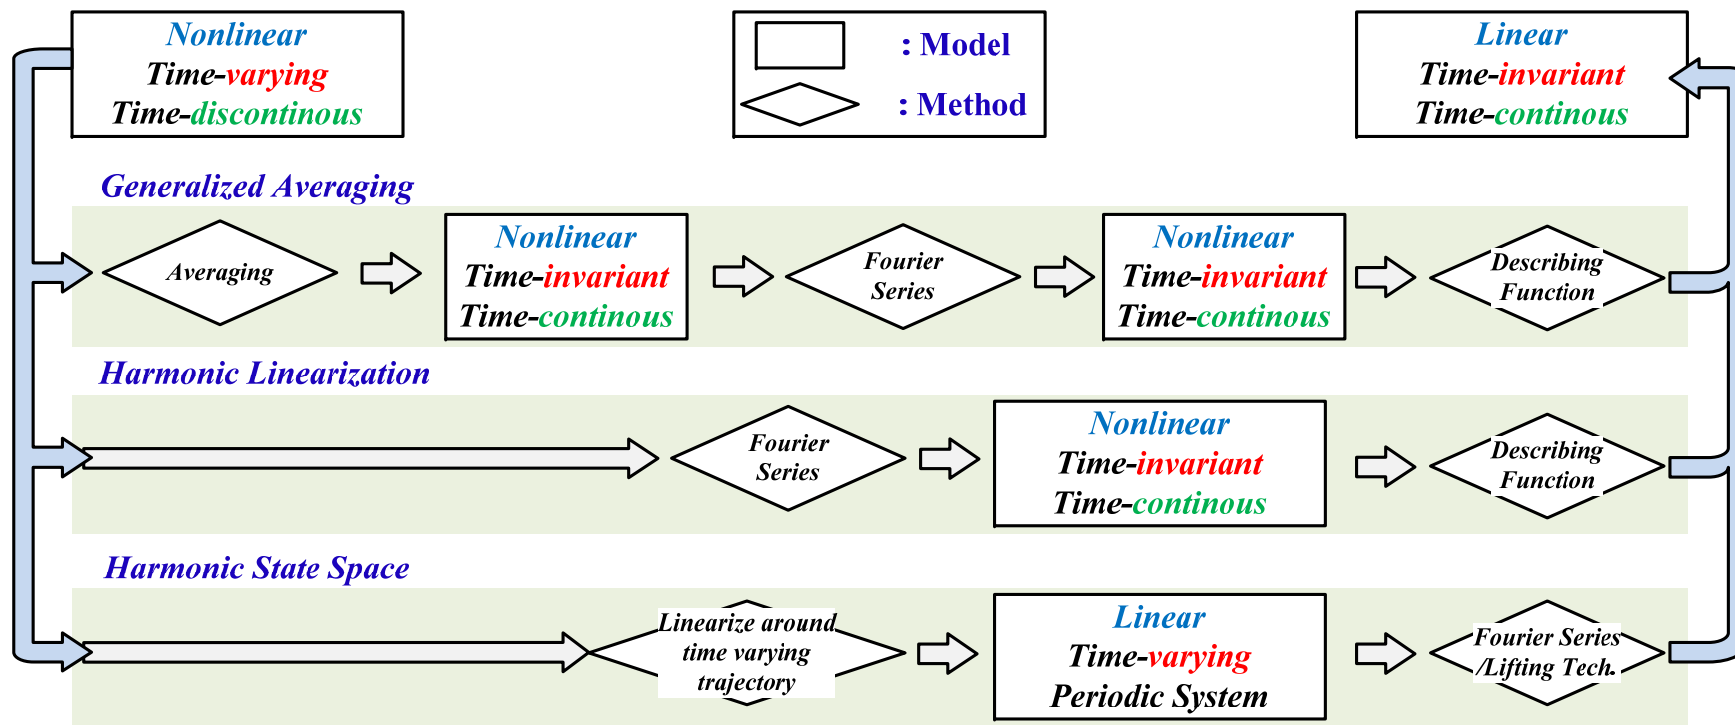 Nonlinear
Time-varying
Time-discontinous
: Model
: Method
Linear
Time-invariant
Time-continous
Generalized Averaging
Averaging
Nonlinear
Time-invariant
Time-continous
Fourier
Series
Nonlinear
Time-invariant
Time-continous
Describing
Function
Harmonic Linearization
Fourier
Series
Nonlinear
Time-invariant
Time-continous
Describing
Function
Harmonic State Space
Linearize around
time varying
trajectory
Linear
Time-varying
Periodic System
Fourier Series
/Lifting Tech.